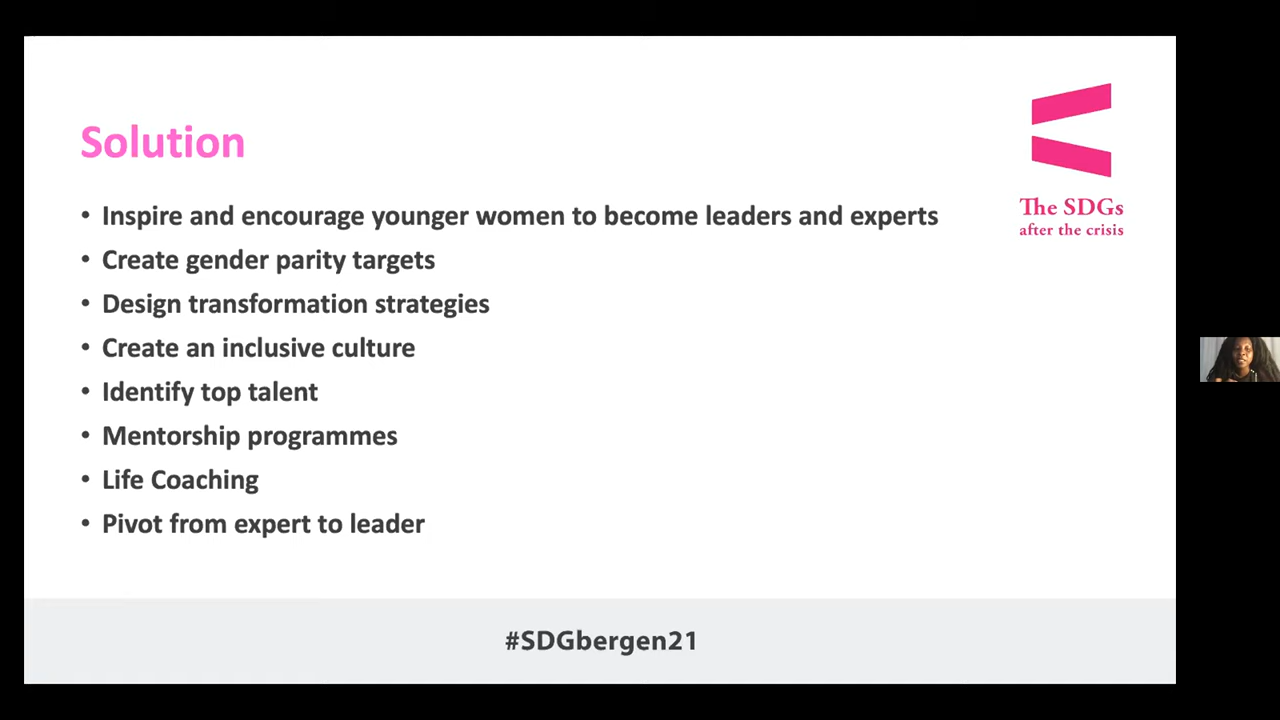 Solution
• Inspire and encourage younger women to become leaders and experts
• Create gender parity targets
• Design transformation strategies
• Create an inclusive culture
• Identify top talent
• Mentorship programmes
• Life Coaching
• Pivot from expert to leader
The SDGs
after the crisis
#SDGbergen21